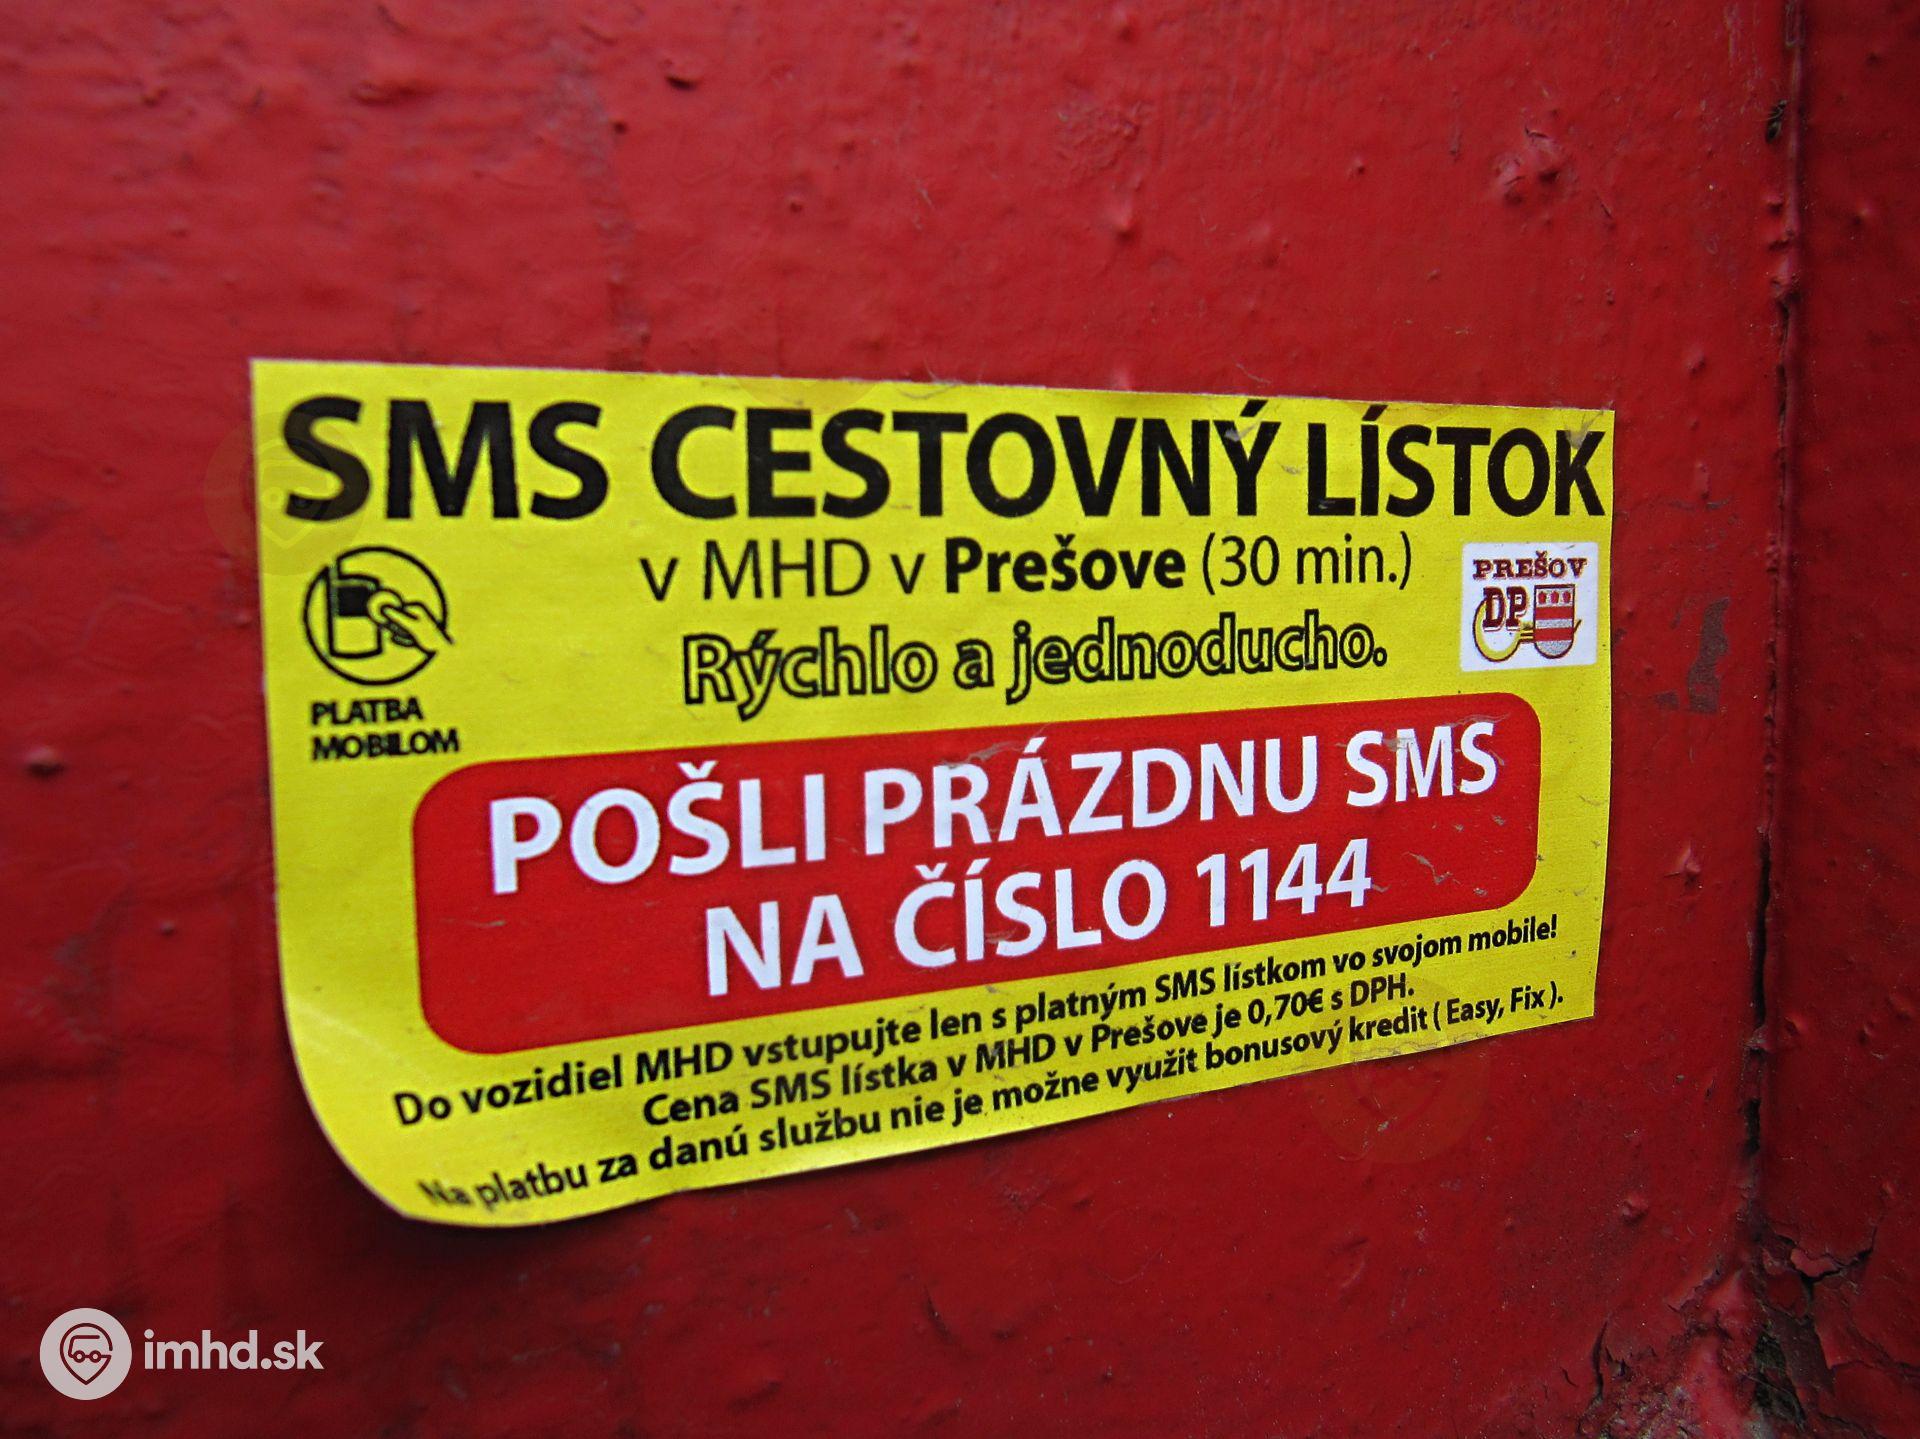 SMS CESTOVNÝ LÍSTOK
v MHD v Prešove (30 min.)
Rýchlo a jednoducho.
PLATBA
MOBILOM
PREŠOV
DP
POŠLI PRÁZDNU SMS
NA ČÍSLO 1144
Do vozidiel MHD vstupujte len s platným SMS lístkom vo svojom mobile!
Cena SMS lístka v MHD v Prešove je 0,70€ s DPH.
Na platbu za danú službu nie je možne využit bonusový kredit ( Easy, Fix ).
imhd.sk